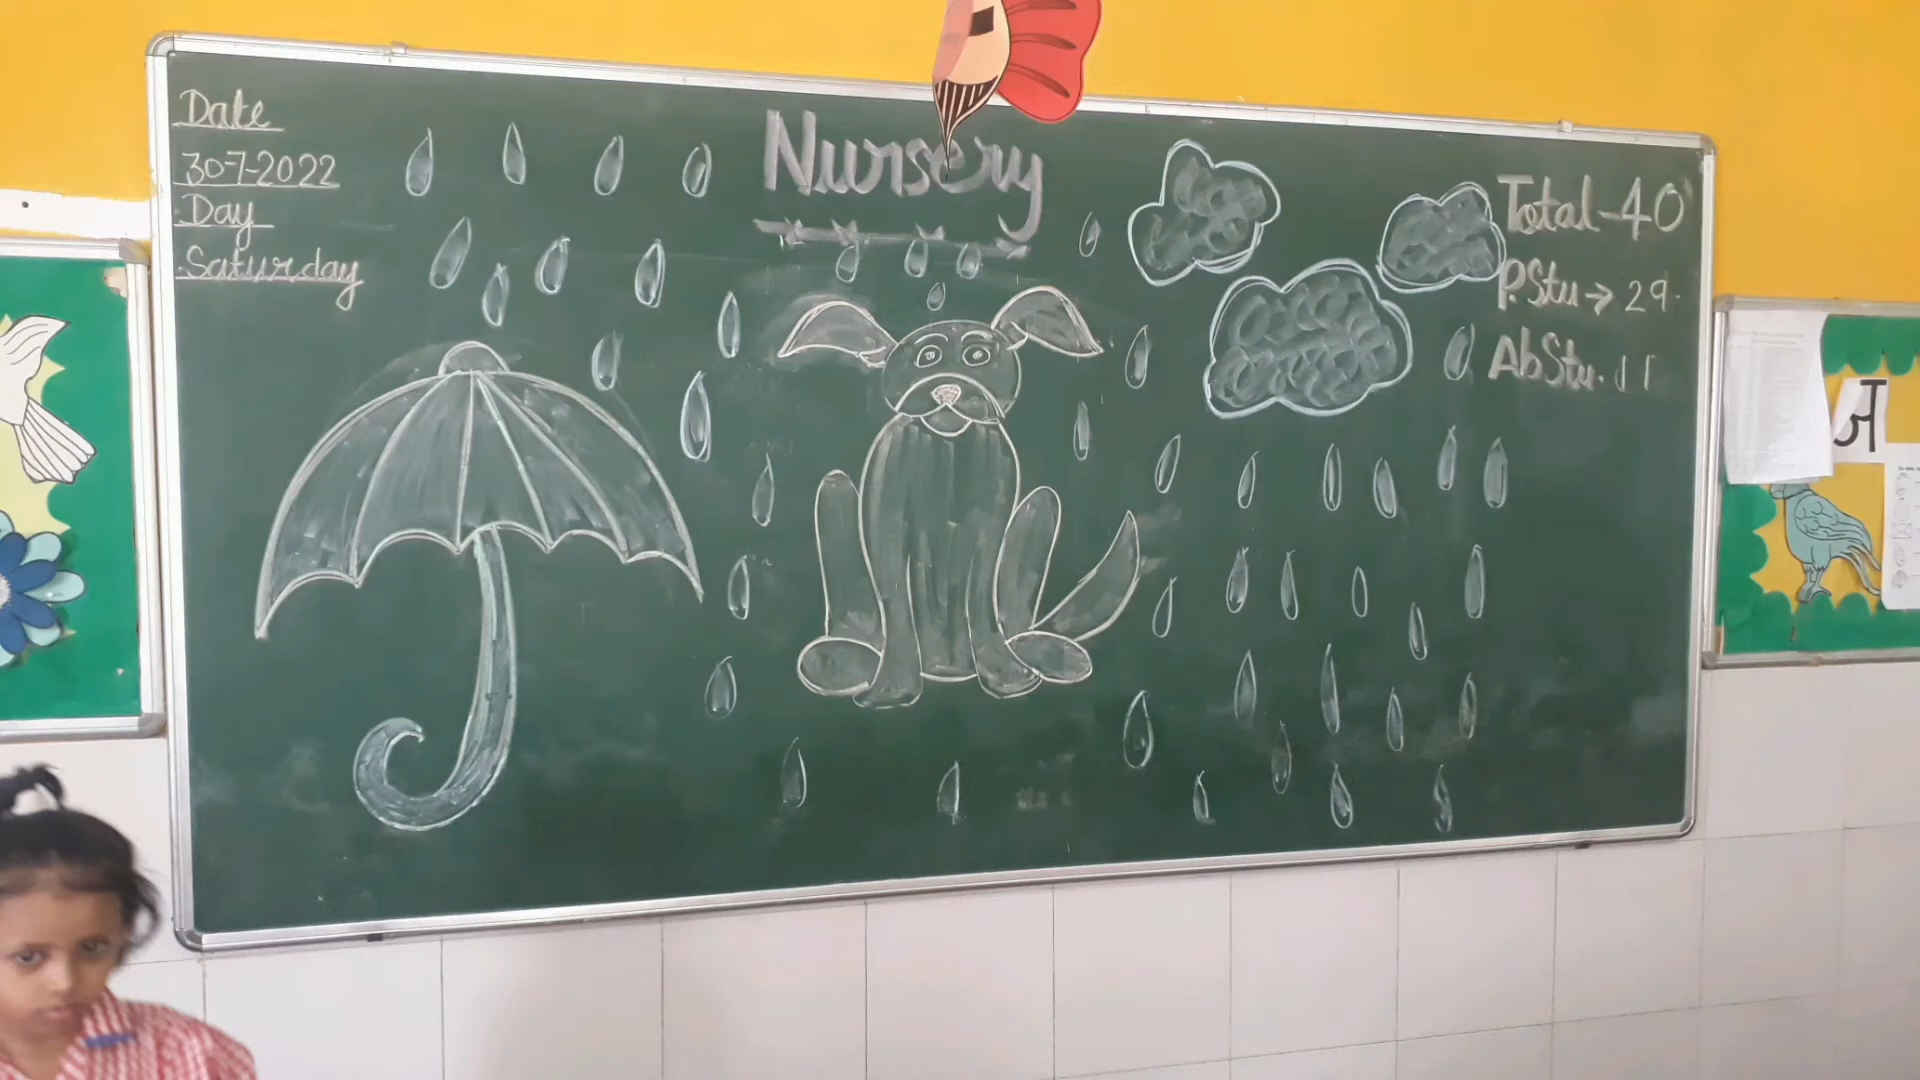 Date
30-7-2022
Day
Saturday
Nursery
Total-40
P.Stu→29.
AbStu.11
ज